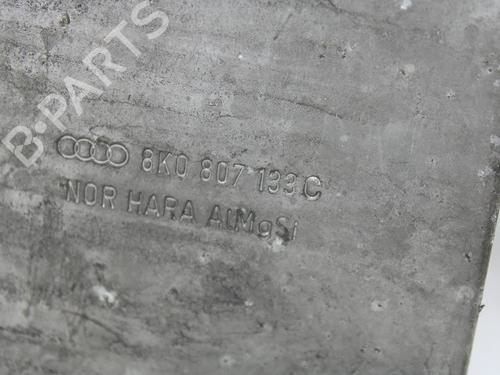 B-PARTS
8K0 807 133 C
NOR HARA AlMgSi